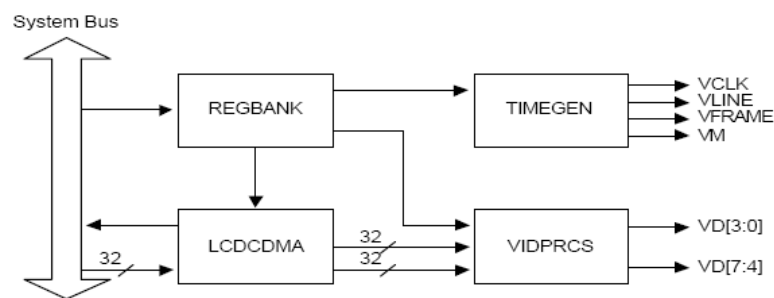 System Bus
REGBANK
TIMEGEN
VCLK
VLINE
VFRAME
VM
32
LCDCDMA
32
32
VIDPRCS
VD[3:0]
VD[7:4]